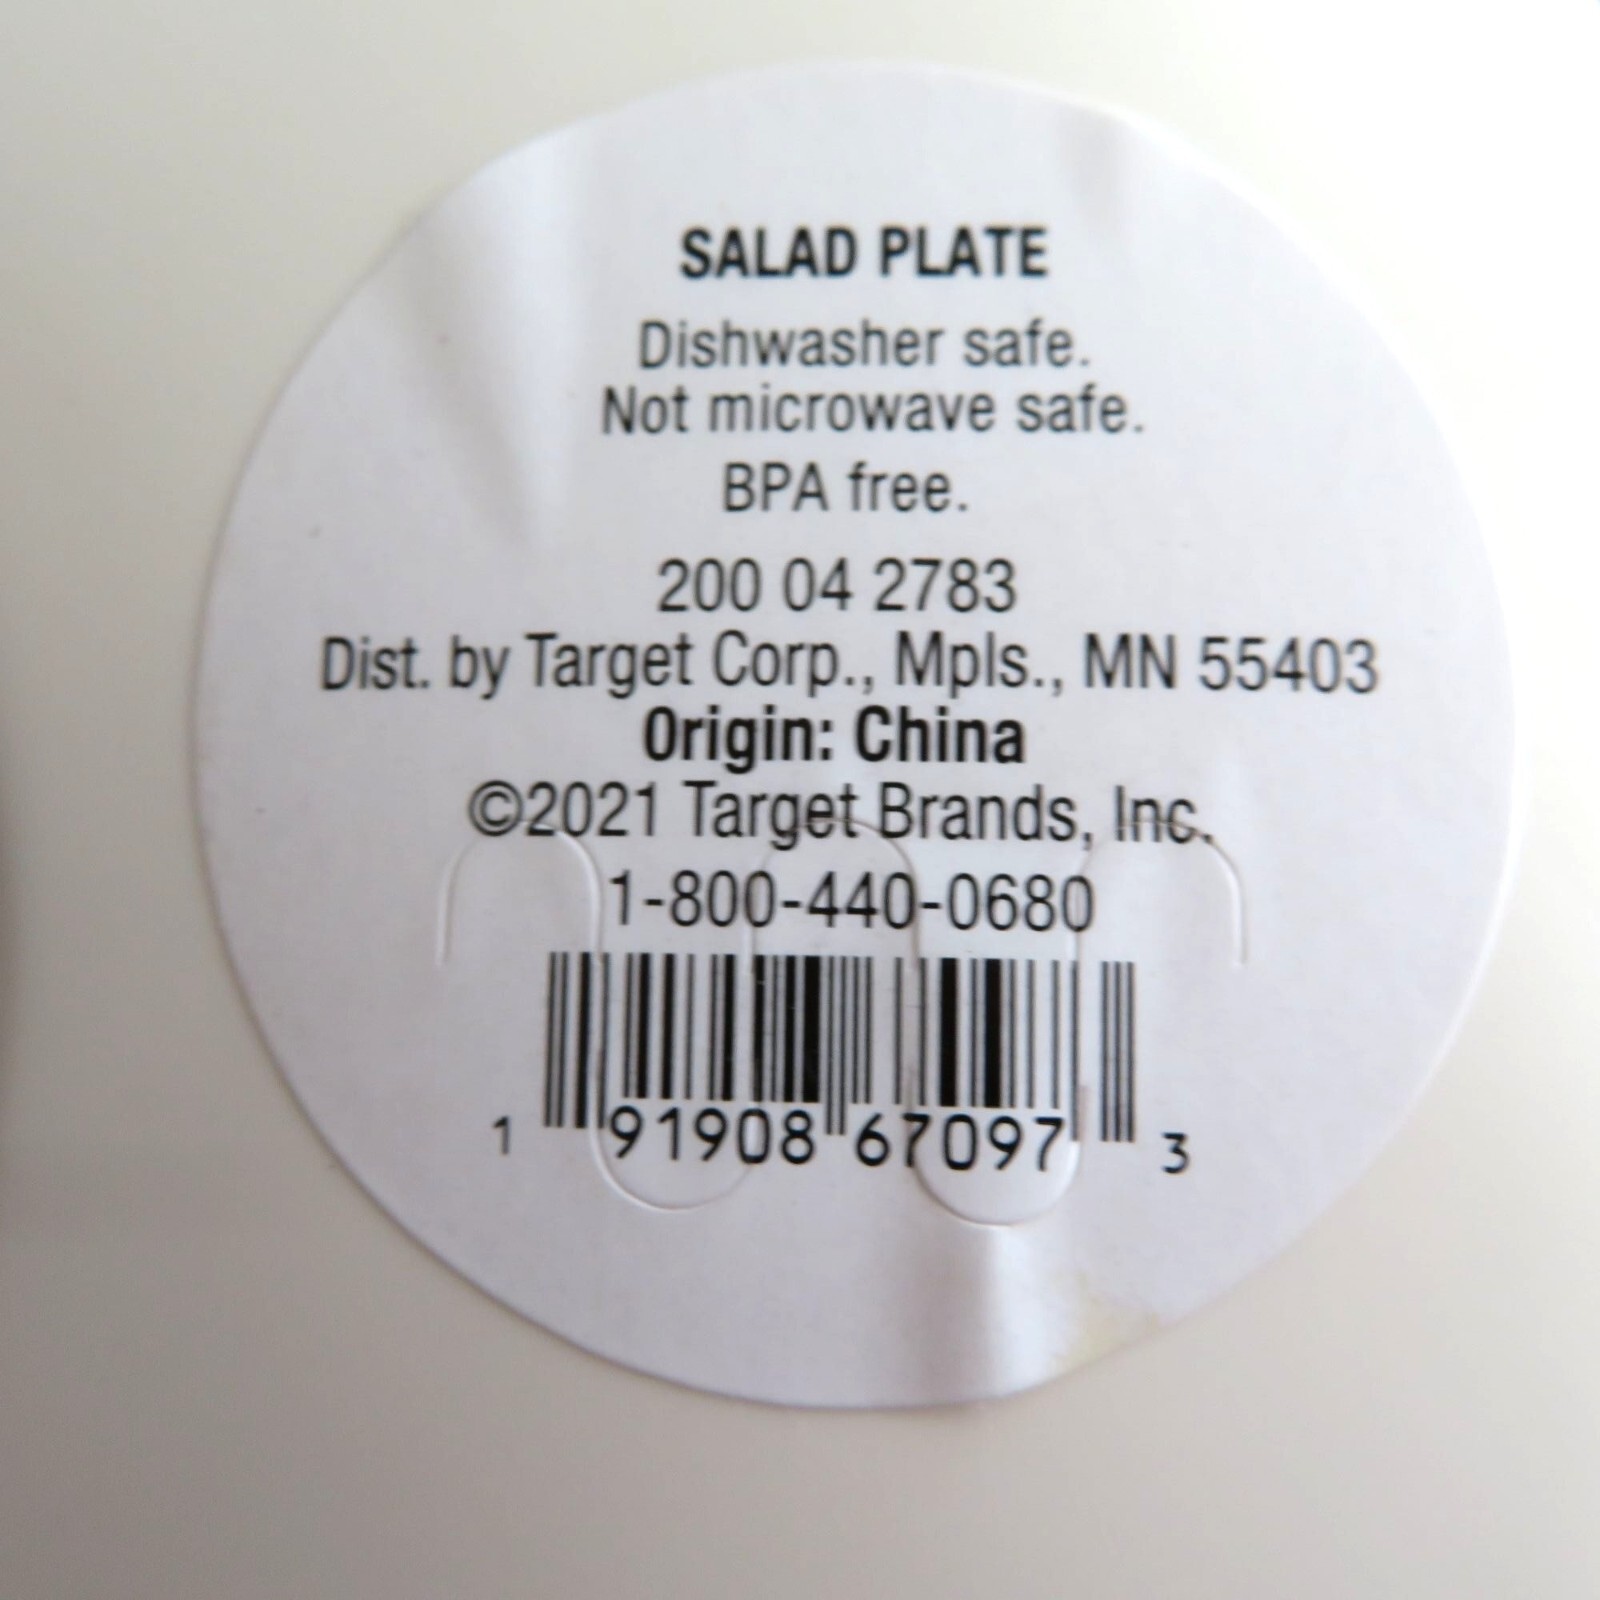 SALAD PLATE
Dishwasher safe.
Not microwave safe.
BPA free.
200 04 2783
Dist. by Target Corp., Mpls., MN 55403
Origin: China
©2021 Target Brands, Inc.
1-800-440-0680
1 91908 67097 3